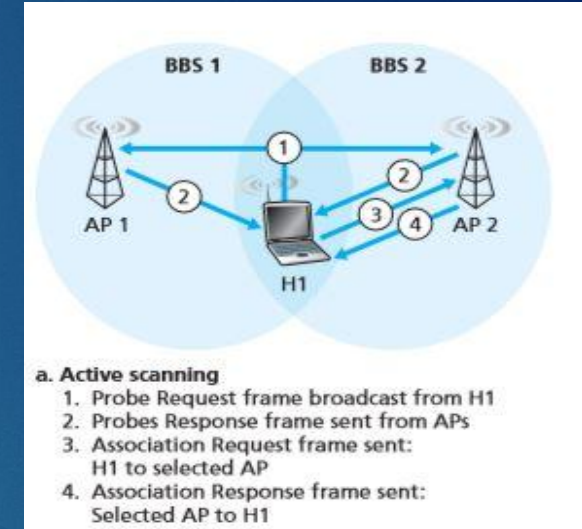 BBS 1
BBS 2
1
2
2
3
4
AP 1
AP 2
H1
a. Active scanning
1. Probe Request frame broadcast from H1
2. Probes Response frame sent from APs
3. Association Request frame sent:
H1 to selected AP
4. Association Response frame sent:
Selected AP to H1